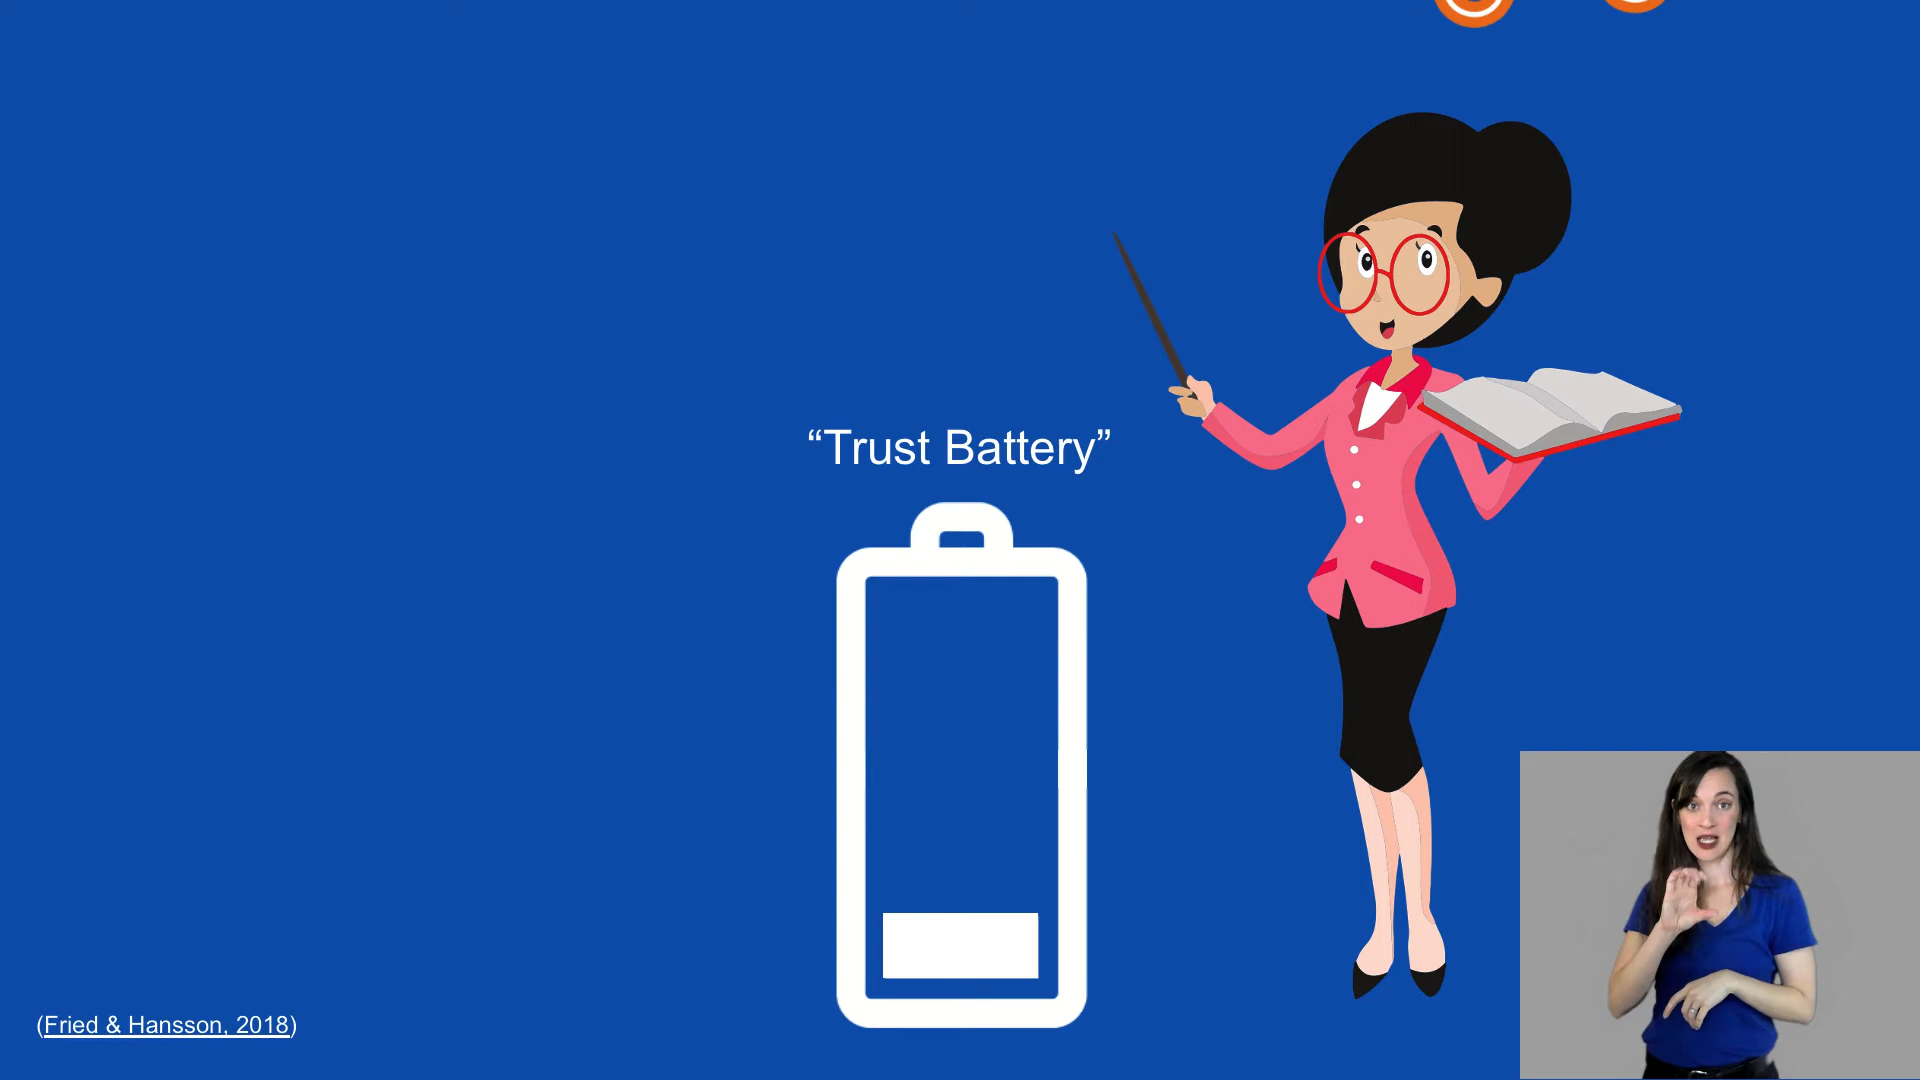 “Trust Battery”
(Fried & Hansson, 2018)